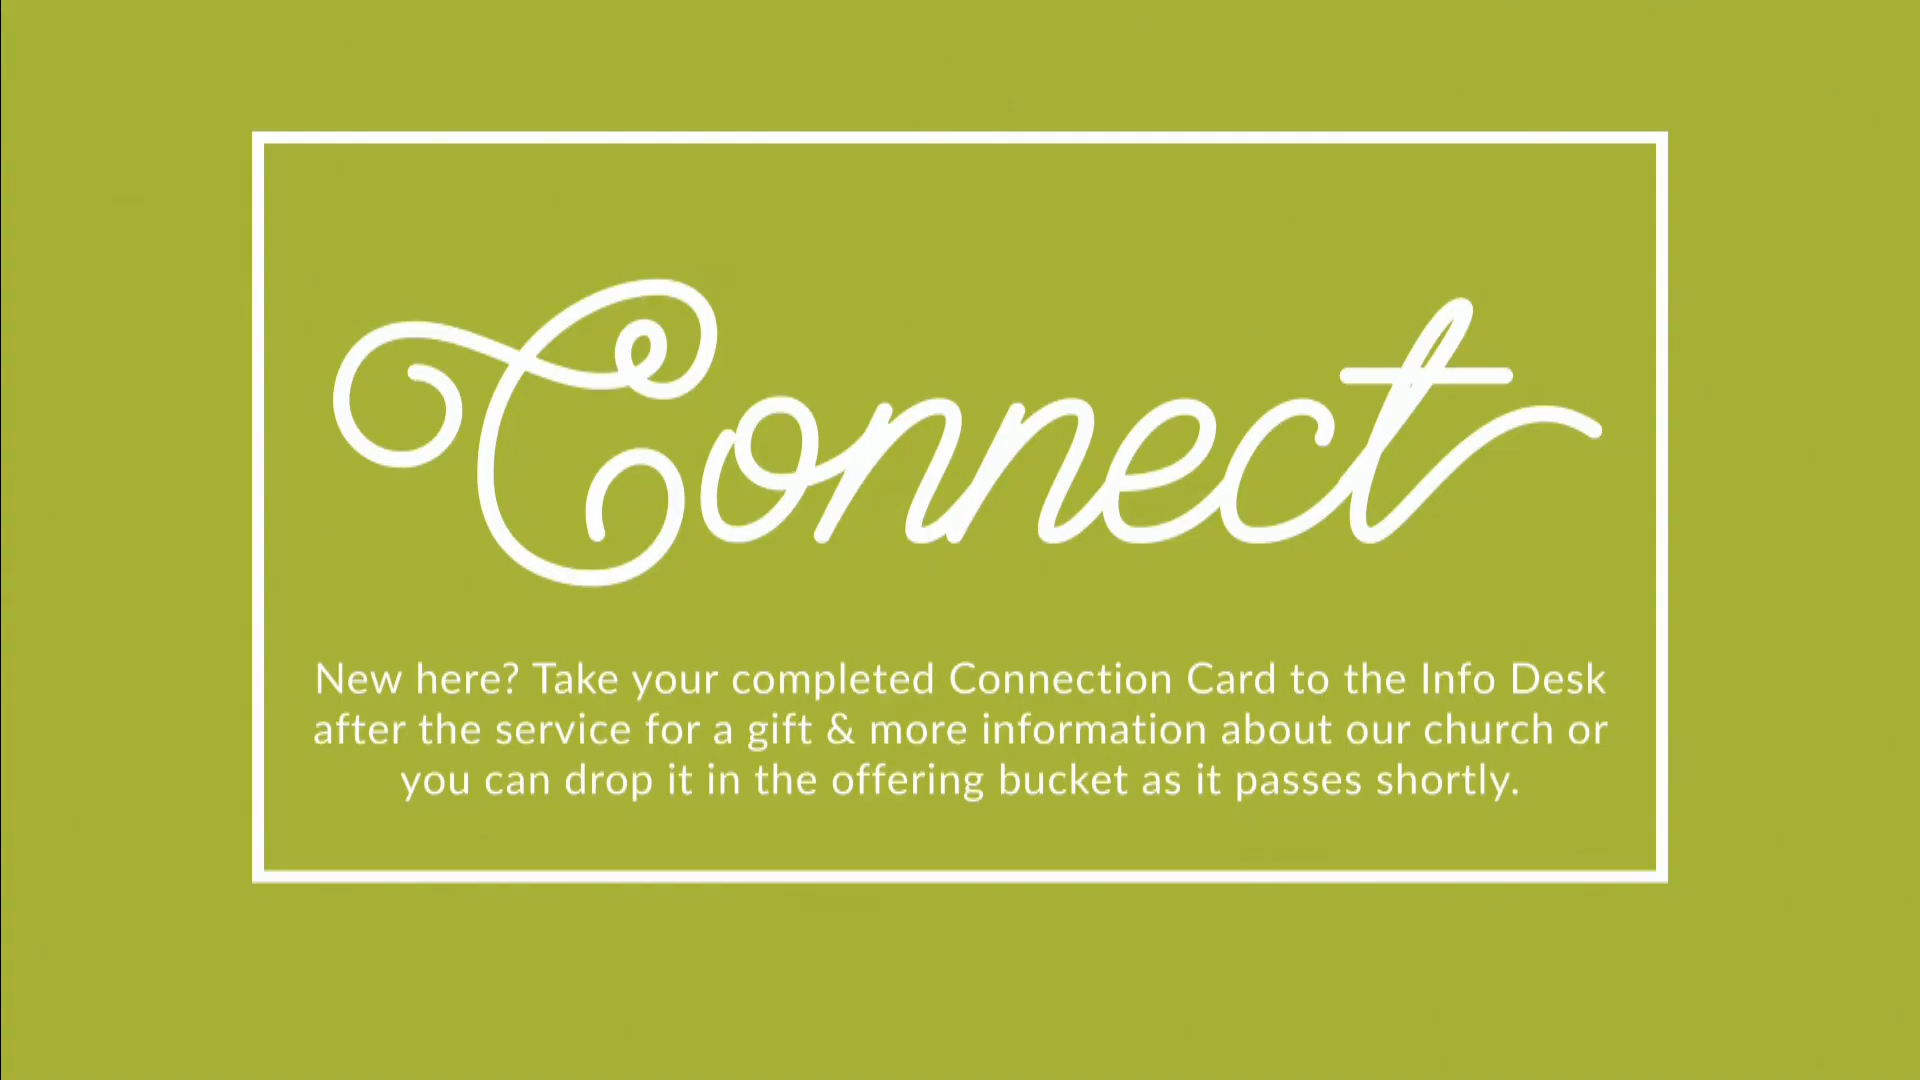 Connect
New here? Take your completed Connection Card to the Info Desk
after the service for a gift & more information about our church or
you can drop it in the offering bucket as it passes shortly.